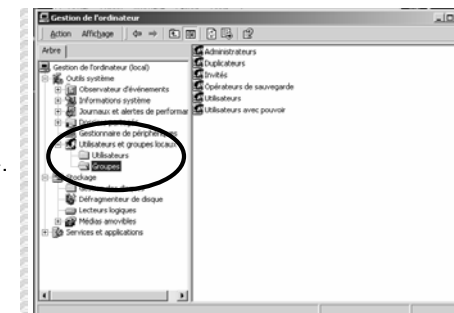 Gestion de l'ordinateur
Action Affichage
Arbre
Gestion de l'ordinateur (local)
Outils système
Observateur d'événements
Informations système
Journaux et alertes de performar
Gestionnaire de périphériques
Utilisateurs et groupes locaux
Utilisateurs
Groupes
Stockage
Défragmenteur de disque
Lecteurs logiques
Médias amovibles
Services et applications
Administrateurs
Duplicateurs
Invités
Opérateurs de sauvegarde
Utilisateurs
Utilisateurs avec pouvoir